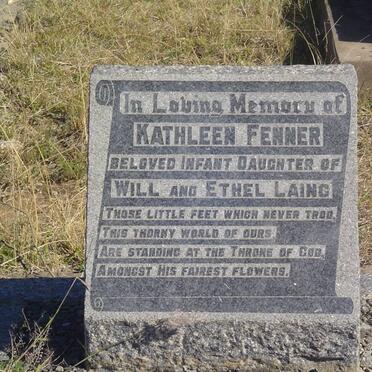 In Loving Memory of
KATHLEEN FENNER
BELOVED INFANT DAUGHTER OF
WILL AND ETHEL LAING
THOSE LITTLE FEET WHICH NEVER TROD,
THIS THORNY WORLD OF OURS.
ARE STANDING AT THE THRONE OF GOD,
AMONGST HIS FAIREST FLOWERS.